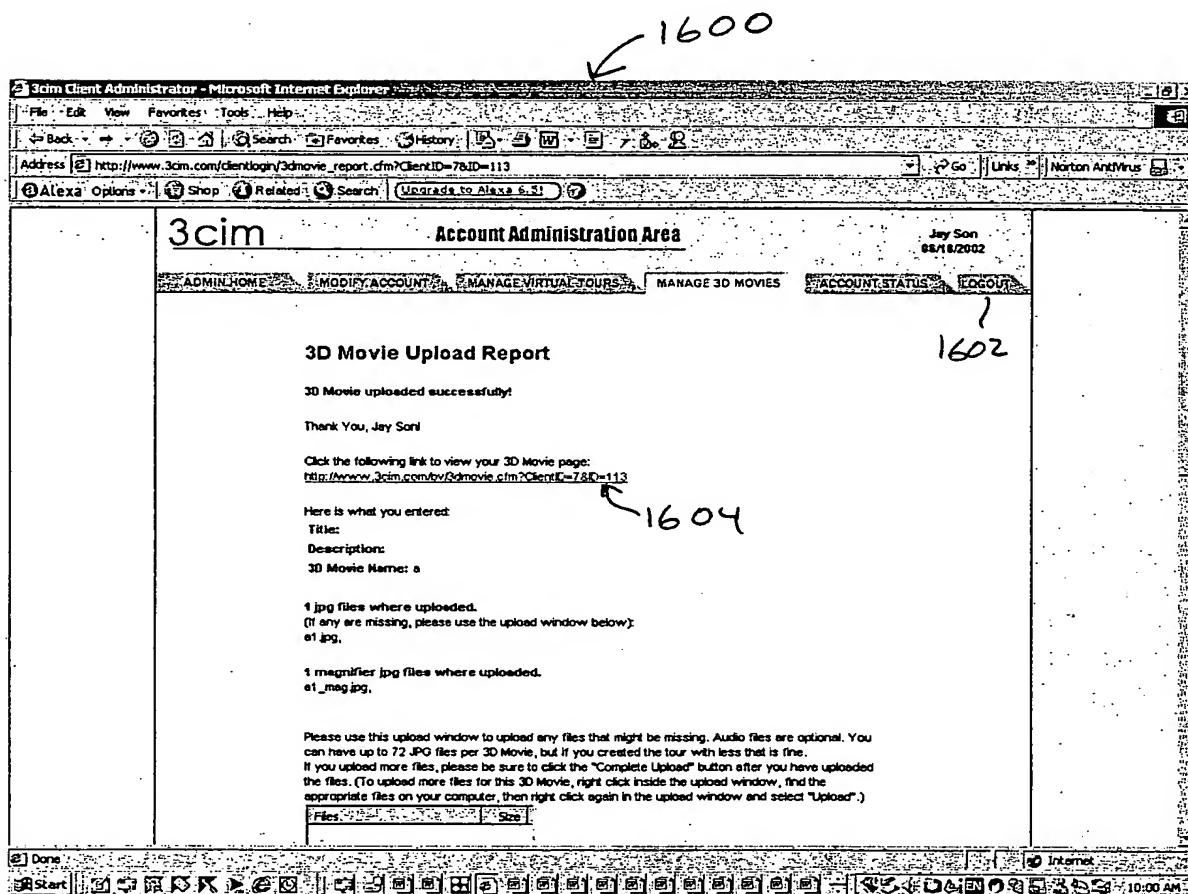 1600
3cim Client Administrator - Microsoft Internet Explorer
File Edit View Favorites Tools Help
Back Search Favorites History
Address http://www.3cim.com/clientlogin/3dmovie_report.cfm?ClientID=7&ID=113 Go Links Norton AntiVirus
Alexa Options Shop Related Search Upgrade to Alexa 6.5!
3cim Account Administration Area Jay Son
08/18/2002
ADMIN HOME MODIFY ACCOUNT MANAGE VIRTUAL TOURS MANAGE 3D MOVIES ACCOUNT STATUS LOGOUT
1602
3D Movie Upload Report
3D Movie uploaded successfully!
Thank You, Jay Son!
Click the following link to view your 3D Movie page:
http://www.3cim.com/bv/3dmovie.cfm?ClientID=7&ID=113
1604
Here is what you entered:
Title:
Description:
3D Movie Name: a
1 jpg files where uploaded.
(If any are missing, please use the upload window below):
a1.jpg,
1 magnifier jpg files where uploaded.
a1_mag.jpg,
Please use this upload window to upload any files that might be missing. Audio files are optional. You
can have up to 72 JPG files per 3D Movie, but if you created the tour with less that is fine.
If you upload more files, please be sure to click the "Complete Upload" button after you have uploaded
the files. (To upload more files for this 3D Movie, right click inside the upload window, find the
appropriate files on your computer, then right click again in the upload window and select "Upload".)
Files Size
Done Internet
Start EN 10:00 AM